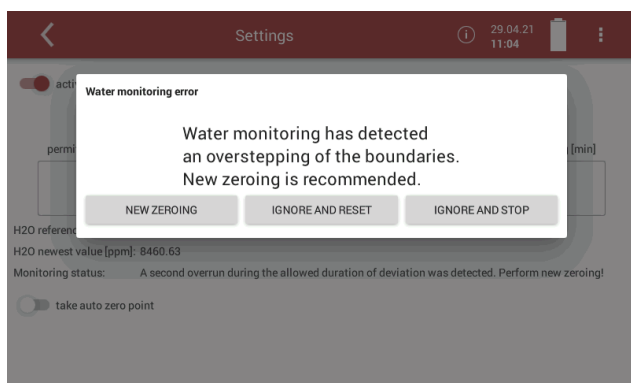 Settings
29.04.21
11:04
acti
Water monitoring error
Water monitoring has detected
an overstepping of the boundaries.
New zeroing is recommended.
permi
[min]
NEW ZEROING IGNORE AND RESET IGNORE AND STOP
H2O referenc
H2O newest value [ppm]: 8460.63
Monitoring status: A second overrun during the allowed duration of deviation was detected. Perform new zeroing!
take auto zero point